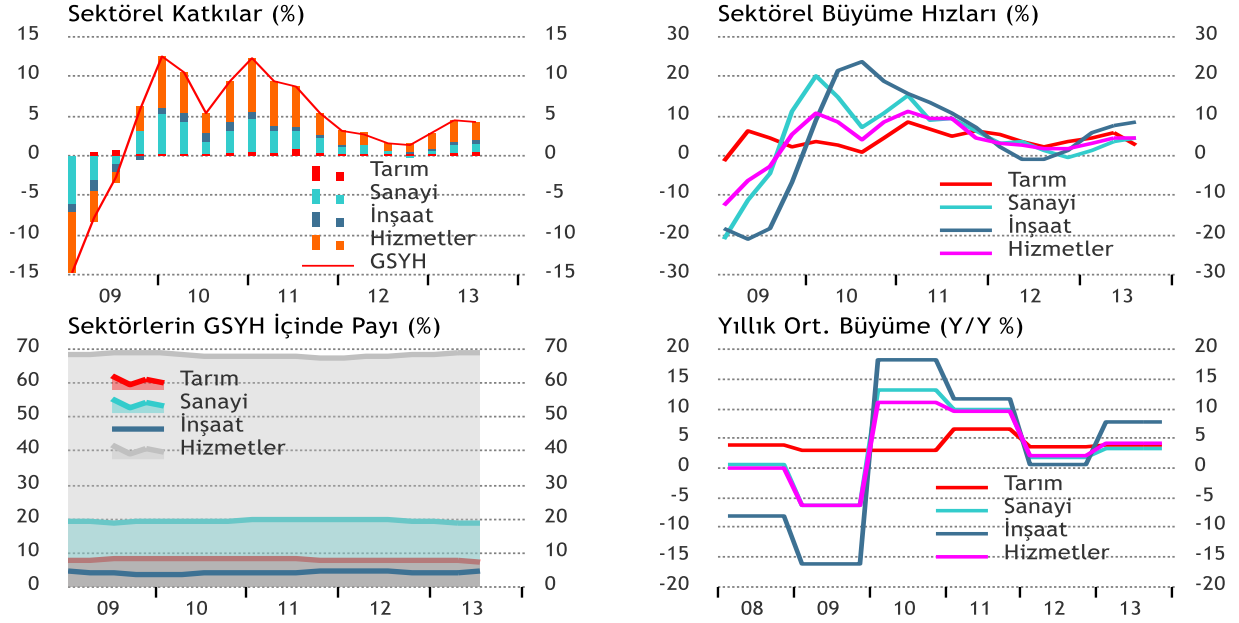 Sektörel Katkılar (%)
15 15
10 10
5 5
0 0
-5 -5
-10 -10
-15 -15
Tarım
Sanayi
İnşaat
Hizmetler
GSYH
09 10 11 12 13
Sektörel Büyüme Hızları (%)
30 30
20 20
10 10
0 0
-10 -10
-20 -20
-30 -30
Tarım
Sanayi
İnşaat
Hizmetler
09 10 11 12 13
Sektörlerin GSYH İçinde Payı (%)
70 70
60 60
50 50
40 40
30 30
20 20
10 10
0 0
Tarım
Sanayi
İnşaat
Hizmetler
09 10 11 12 13
Yıllık Ort. Büyüme (Y/Y %)
20 20
15 15
10 10
5 5
0 0
-5 -5
-10 -10
-15 -15
-20 -20
Tarım
Sanayi
İnşaat
Hizmetler
08 09 10 11 12 13